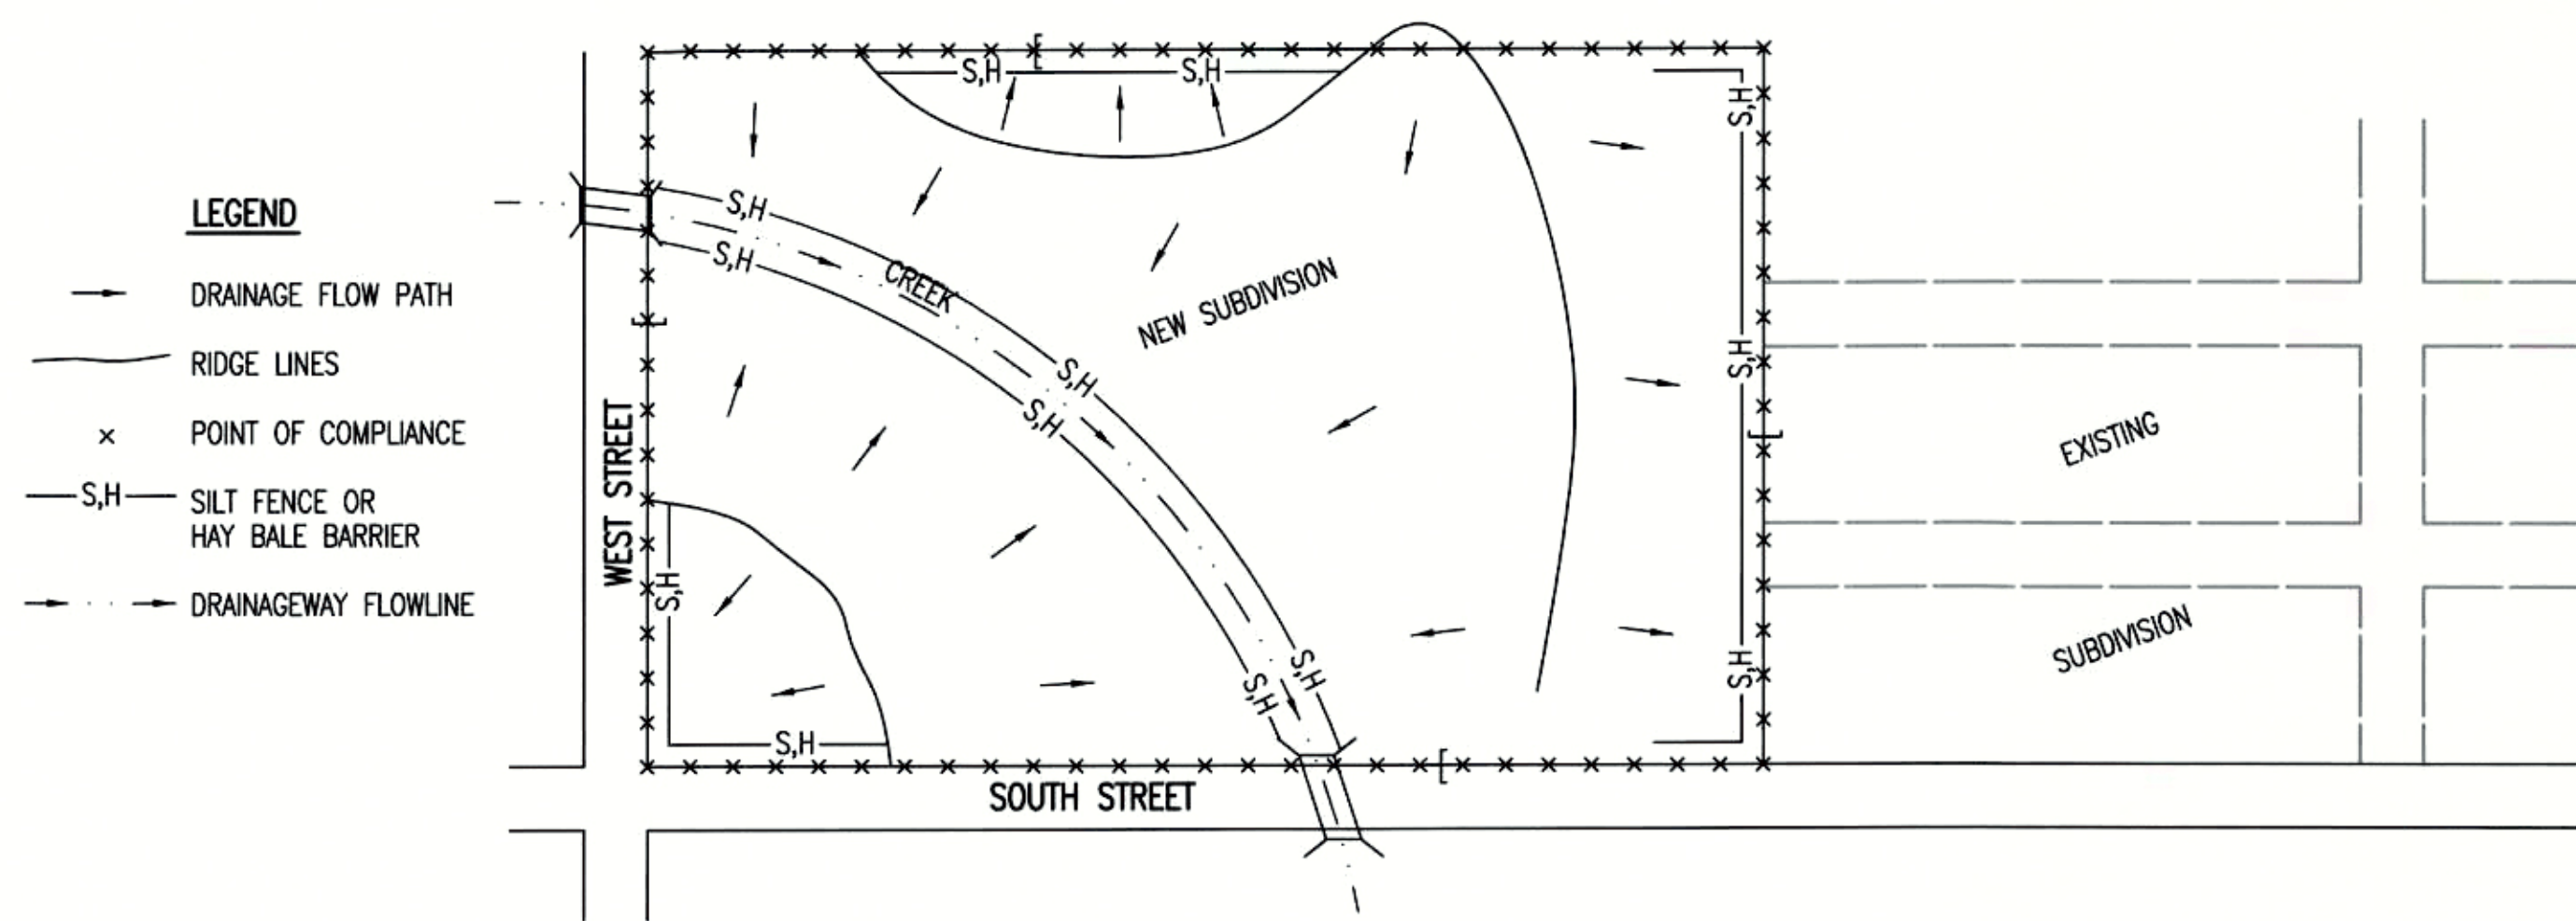 LEGEND
DRAINAGE FLOW PATH
RIDGE LINES
× POINT OF COMPLIANCE
S,H SILT FENCE OR
HAY BALE BARRIER
DRAINAGEWAY FLOWLINE
S,H
S,H
S,H
S,H
CREEK
S,H
S,H
S,H
S,H
NEW SUBDIVISION
S,H
S,H
S,H
WEST STREET
S,H
S,H
SOUTH STREET
EXISTING
SUBDIVISION